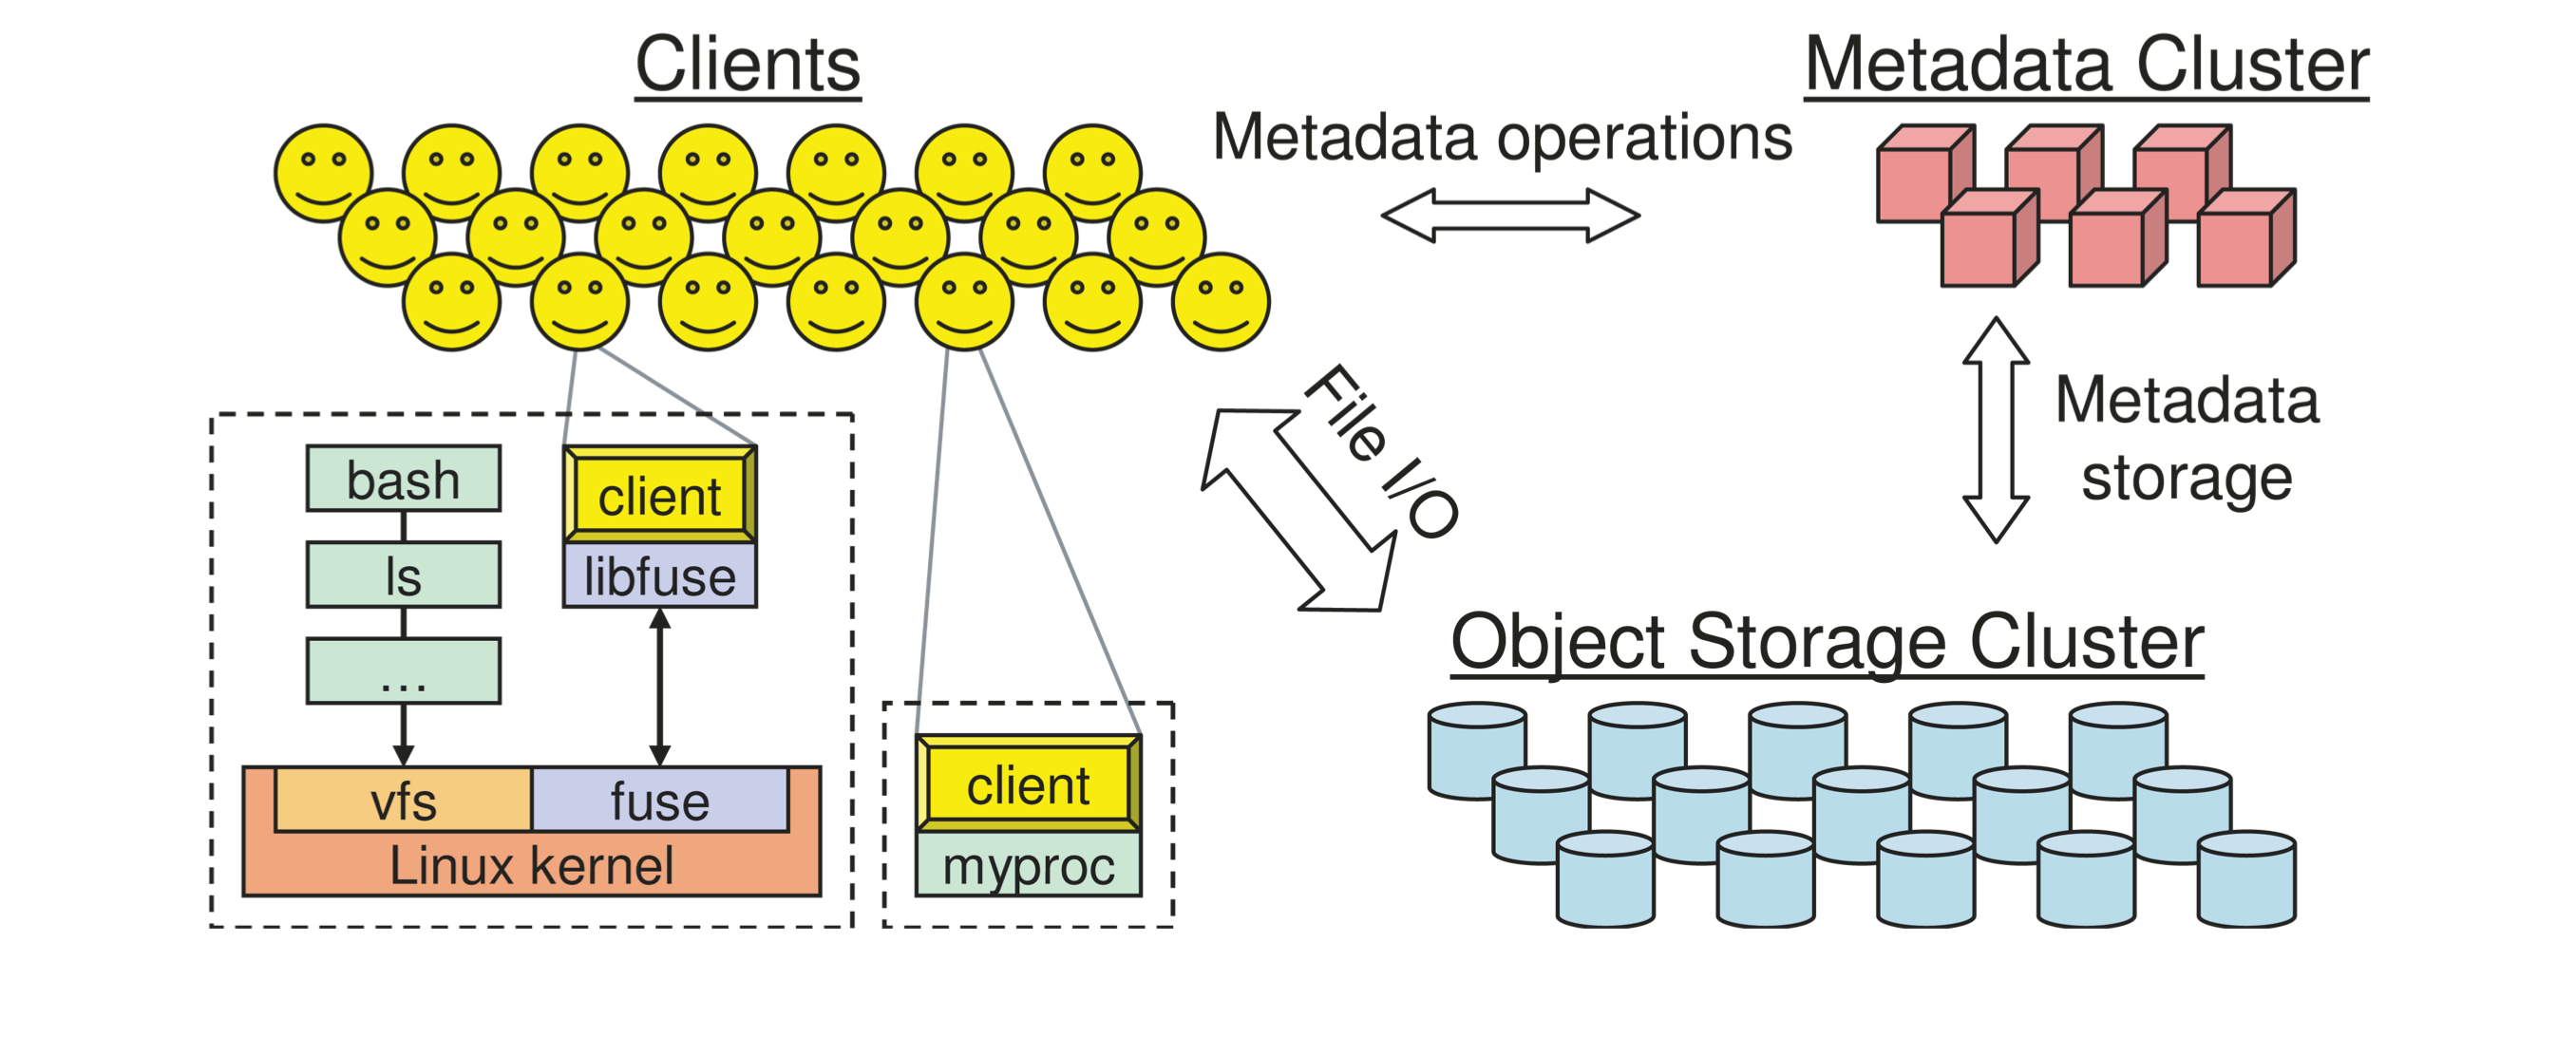 Clients
Metadata Cluster
Metadata operations
File I/O
Metadata
storage
bash
client
ls
libfuse
...
vfs
fuse
Linux kernel
client
myproc
Object Storage Cluster